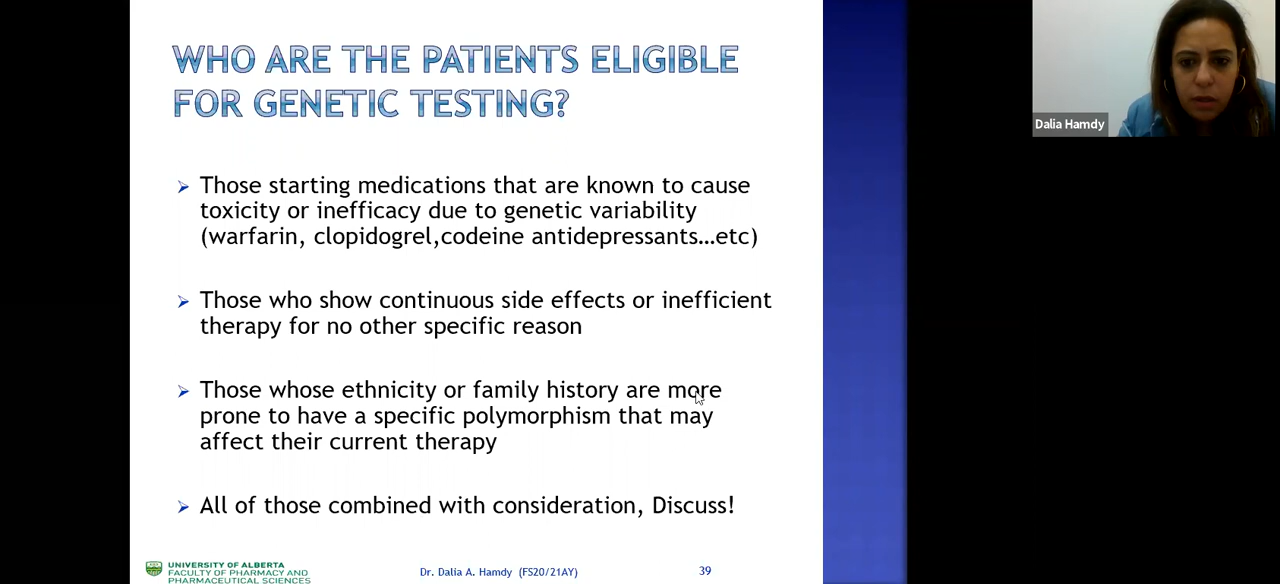 WHO ARE THE PATIENTS ELIGIBLE
FOR GENETIC TESTING?
Those starting medications that are known to cause
toxicity or inefficacy due to genetic variability
(warfarin, clopidogrel,codeine antidepressants...etc)
Those who show continuous side effects or inefficient
therapy for no other specific reason
Those whose ethnicity or family history are more
prone to have a specific polymorphism that may
affect their current therapy
All of those combined with consideration, Discuss!
UNIVERSITY OF ALBERTA
FACULTY OF PHARMACY AND
PHARMACEUTICAL SCIENCES
Dr. Dalia A. Hamdy (FS20/21AY)
39
Dalia Hamdy